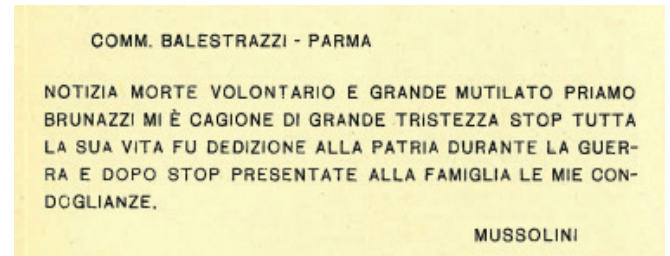 COMM. BALESTRAZZI - PARMA
NOTIZIA MORTE VOLONTARIO E GRANDE MUTILATO PRIAMO
BRUNAZZI MI È CAGIONE DI GRANDE TRISTEZZA STOP TUTTA
LA SUA VITA FU DEDIZIONE ALLA PATRIA DURANTE LA GUER-
RA E DOPO STOP PRESENTATE ALLA FAMIGLIA LE MIE CON-
DOGLIANZE.
MUSSOLINI